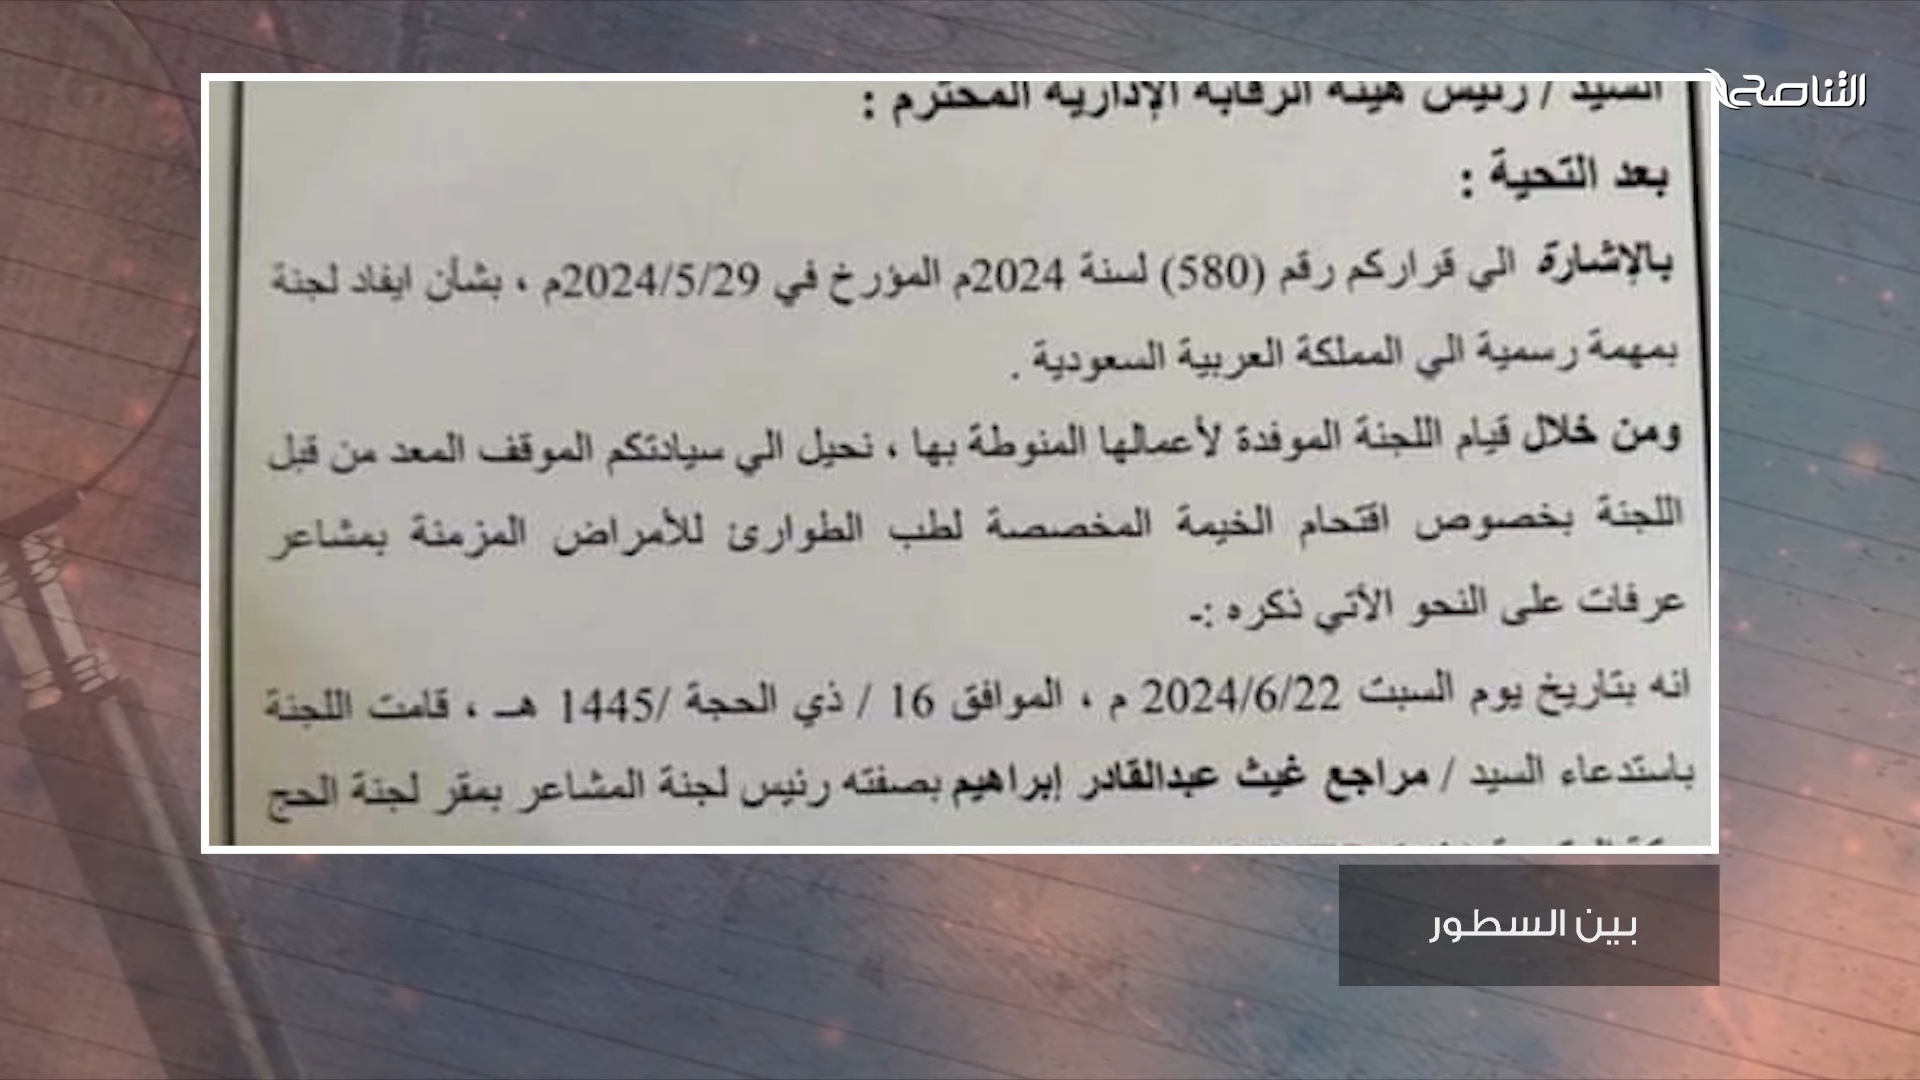 التناصح
السيد / رئيس هيئة الرقابة الإدارية المحترم :
بعد التحية :
بالإشارة الي قراركم رقم (580) لسنة 2024م المؤرخ في 2024/5/29م ، بشأن ايفاد لجنة
بمهمة رسمية الي المملكة العربية السعودية .
ومن خلال قيام اللجنة الموفدة لأعمالها المنوطة بها ، نحيل الي سيادتكم الموقف المعد من قبل
اللجنة بخصوص اقتحام الخيمة المخصصة لطب الطوارئ للأمراض المزمنة بمشاعر
عرفات على النحو الأتي ذكره :-
انه بتاريخ يوم السبت 2024/6/22 م ، الموافق 16 / ذي الحجة /1445 هـ ، قامت اللجنة
باستدعاء السيد / مراجع غيث عبدالقادر إبراهيم بصفته رئيس لجنة المشاعر بمقر لجنة الحج
بين السطور